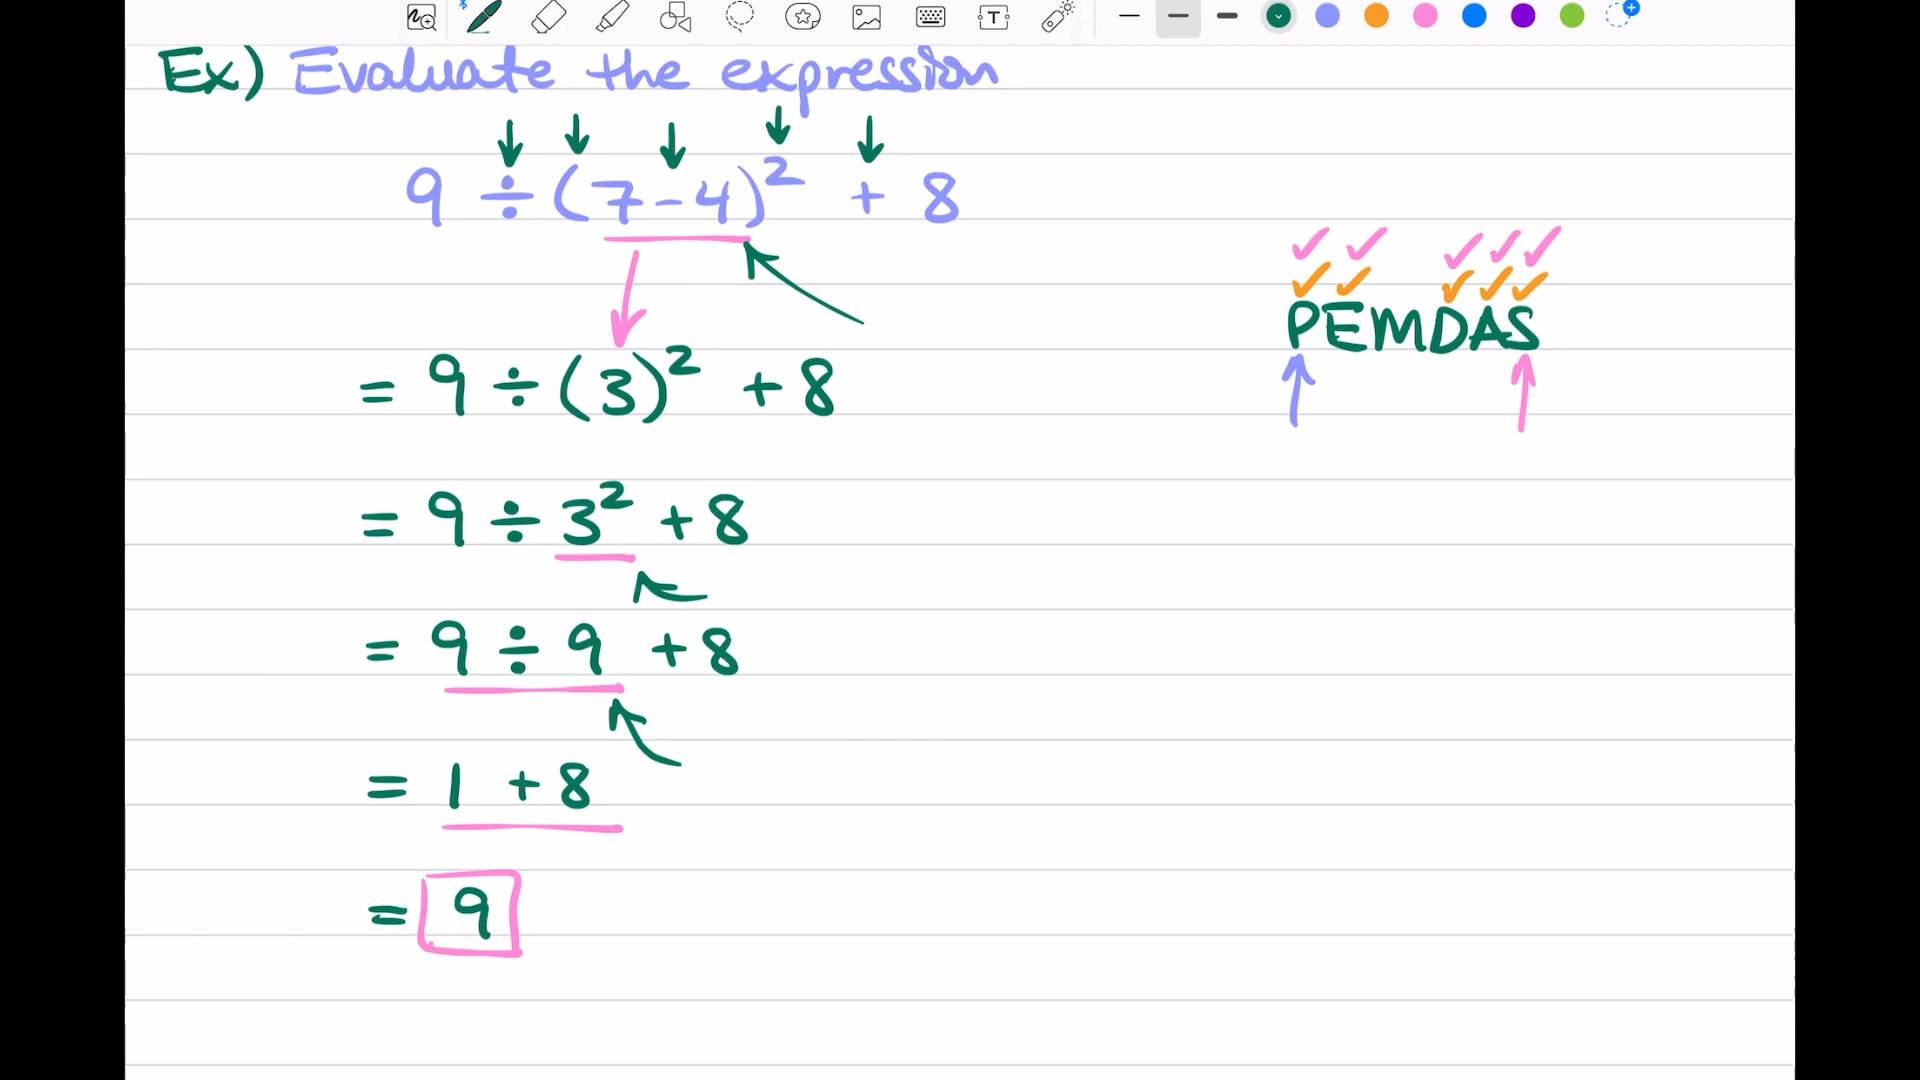 Ex) Evaluate the expression
9 ÷ (7-4)² + 8
PEMDAS
= 9 ÷ (3)² + 8
= 9 ÷ 3² + 8
= 9 ÷ 9 + 8
= 1 + 8
= 9